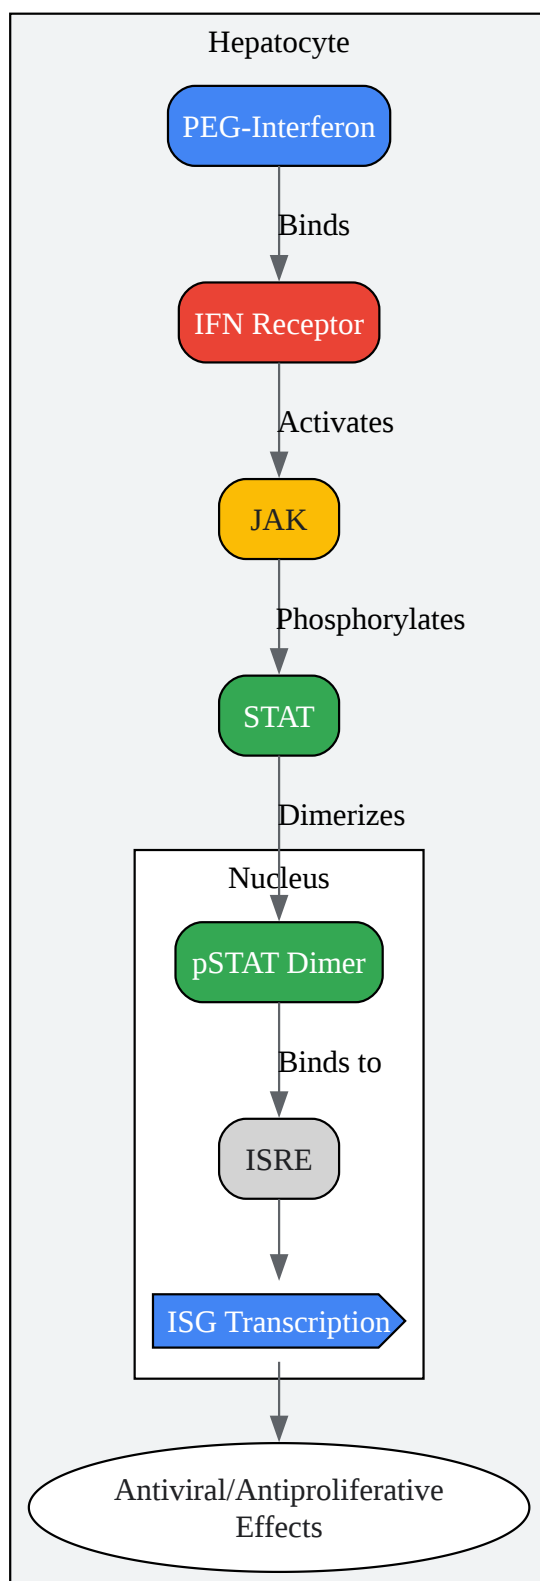 Hepatocyte
PEG-Interferon
Binds
IFN Receptor
Activates
JAK
Phosphorylates
STAT
Dimerizes
Nucleus
pSTAT Dimer
Binds to
ISRE
ISG Transcription
Antiviral/Antiproliferative
Effects